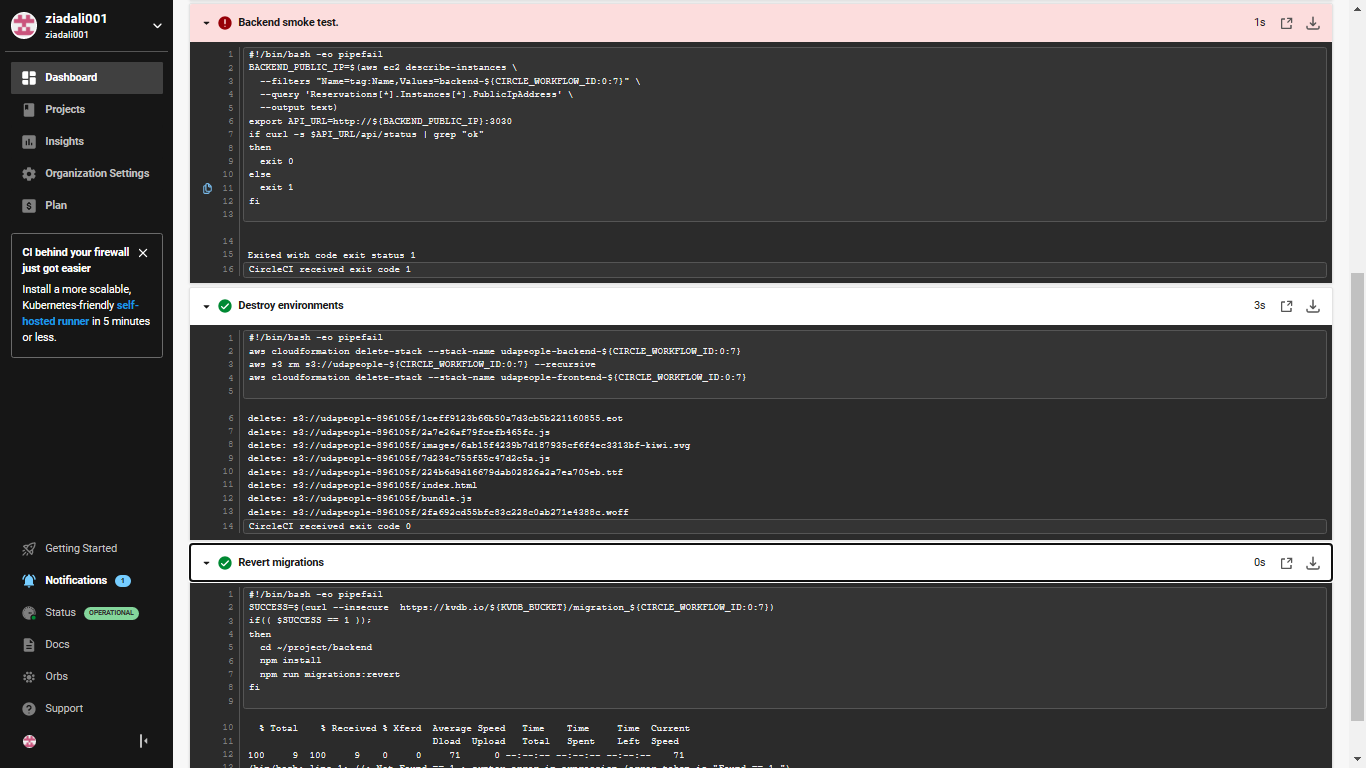 ziadali001
ziadali001
Dashboard
Projects
Insights
Organization Settings
Plan
CI behind your firewall
just got easier
Install a more scalable,
Kubernetes-friendly self-
hosted runner in 5 minutes
or less.
Getting Started
Notifications 1
Status OPERATIONAL
Docs
Orbs
Support
Backend smoke test. 1s
1 #!/bin/bash -eo pipefail
2 BACKEND_PUBLIC_IP=$(aws ec2 describe-instances \
3 --filters "Name=tag:Name,Values=backend-${CIRCLE_WORKFLOW_ID:0:7}" \
4 --query 'Reservations[*].Instances[*].PublicIpAddress' \
5 --output text)
6 export API_URL=http://${BACKEND_PUBLIC_IP}:3030
7 if curl -s $API_URL/api/status | grep "ok"
8 then
9 exit 0
10 else
11 exit 1
12 fi
13
14
15 Exited with code exit status 1
16 CircleCI received exit code 1
Destroy environments 3s
1 #!/bin/bash -eo pipefail
2 aws cloudformation delete-stack --stack-name udapeople-backend-${CIRCLE_WORKFLOW_ID:0:7}
3 aws s3 rm s3://udapeople-${CIRCLE_WORKFLOW_ID:0:7} --recursive
4 aws cloudformation delete-stack --stack-name udapeople-frontend-${CIRCLE_WORKFLOW_ID:0:7}
5
6 delete: s3://udapeople-896105f/1ceff9123b66b50a7d3cb5b221160855.eot
7 delete: s3://udapeople-896105f/2a7e26af79fcefb465fc.js
8 delete: s3://udapeople-896105f/images/6ab15f4239b7d187935cf6f4ec3313bf-kiwi.svg
9 delete: s3://udapeople-896105f/7d234c755f55c47d2c5a.js
10 delete: s3://udapeople-896105f/224b6d9d16679dab02826a2a7ea705eb.ttf
11 delete: s3://udapeople-896105f/index.html
12 delete: s3://udapeople-896105f/bundle.js
13 delete: s3://udapeople-896105f/2fa692cd55bfc83c228c0ab271e4388c.woff
14 CircleCI received exit code 0
Revert migrations 0s
1 #!/bin/bash -eo pipefail
2 SUCCESS=$(curl --insecure  https://kvdb.io/${KVDB_BUCKET}/migration_${CIRCLE_WORKFLOW_ID:0:7})
3 if(( $SUCCESS == 1 ));
4 then
5 cd ~/project/backend
6 npm install
7 npm run migrations:revert
8 fi
9
10 % Total % Received % Xferd Average Speed Time Time Time Current
11 Dload Upload Total Spent Left Speed
12 100 9 100 9 0 0 71 0 --:--:-- --:--:-- --:--:-- 71